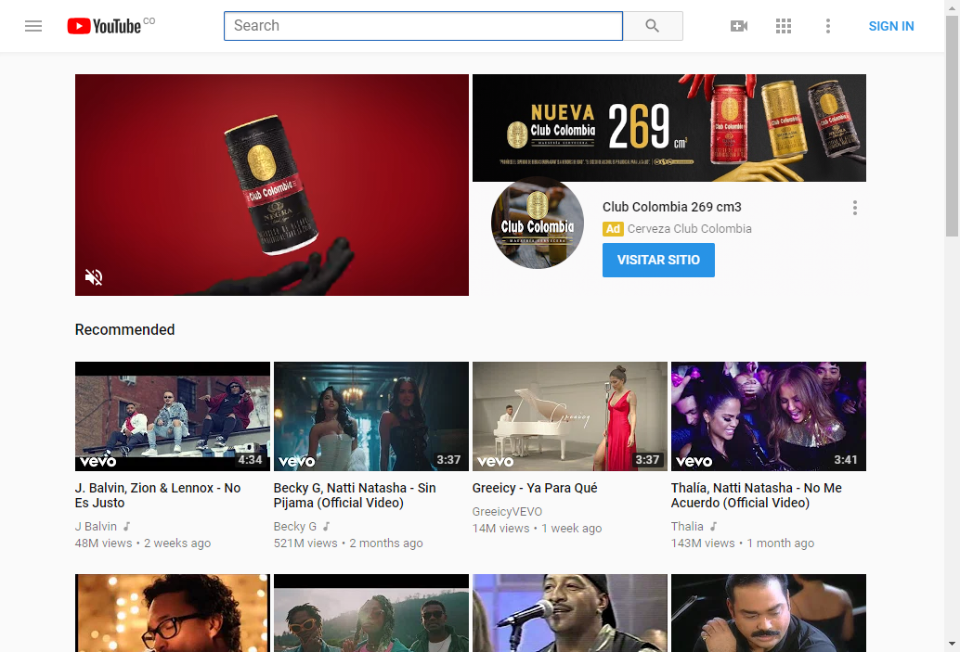 YouTube CO
Search
SIGN IN
NUEVA
Club Colombia
MAESTRÍA CERVECERA
269 cm³
Club Colombia
NEGRA
Club Colombia
Club Colombia 269 cm3
Ad Cerveza Club Colombia
VISITAR SITIO
Recommended
vevo 4:34
vevo 3:37
Greeicy
vevo 3:37
vevo 3:41
J. Balvin, Zion & Lennox - No
Es Justo
J Balvin
48M views • 2 weeks ago
Becky G, Natti Natasha - Sin
Pijama (Official Video)
Becky G
521M views • 2 months ago
Greeicy - Ya Para Qué
GreeicyVEVO
14M views • 1 week ago
Thalía, Natti Natasha - No Me
Acuerdo (Official Video)
Thalia
143M views • 1 month ago